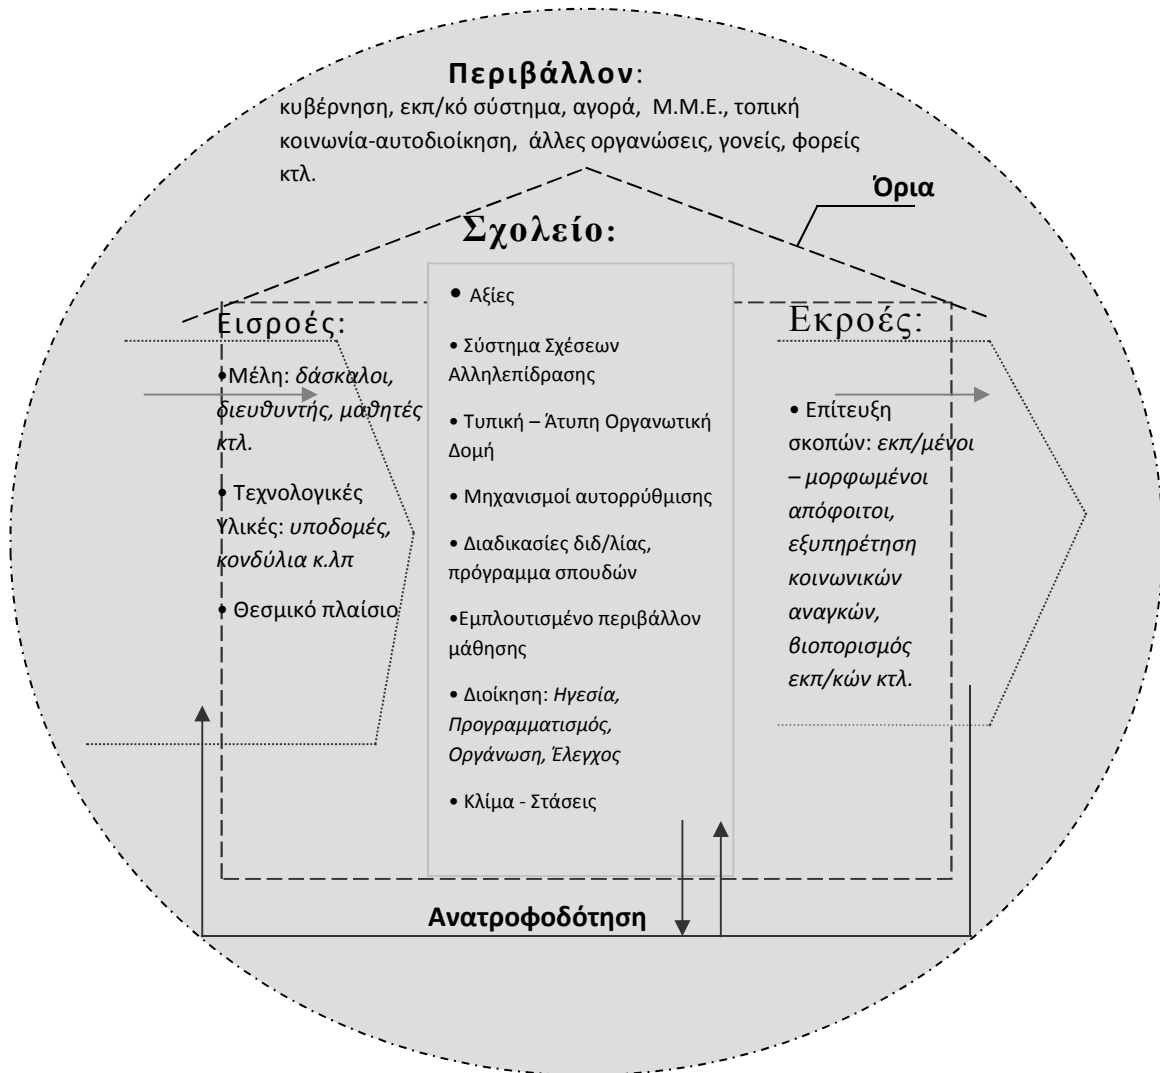 Περιβάλλον:
κυβέρνηση, εκπ/κό σύστημα, αγορά, Μ.Μ.Ε., τοπική
κοινωνία-αυτοδιοίκηση, άλλες οργανώσεις, γονείς, φορείς
κτλ.
Όρια
Σχολείο:
Εισροές:
•Μέλη: δάσκαλοι,
διευθυντής, μαθητές
κτλ.
• Τεχνολογικές
Υλικές: υποδομές,
κονδύλια κ.λπ
• Θεσμικό πλαίσιο
• Αξίες
• Σύστημα Σχέσεων
Αλληλεπίδρασης
• Τυπική – Άτυπη Οργανωτική
Δομή
• Μηχανισμοί αυτορρύθμισης
• Διαδικασίες διδ/λίας,
πρόγραμμα σπουδών
•Εμπλουτισμένο περιβάλλον
μάθησης
• Διοίκηση: Ηγεσία,
Προγραμματισμός,
Οργάνωση, Έλεγχος
• Κλίμα - Στάσεις
Εκροές:
• Επίτευξη
σκοπών: εκπ/μένοι
– μορφωμένοι
απόφοιτοι,
εξυπηρέτηση
κοινωνικών
αναγκών,
βιοπορισμός
εκπ/κών κτλ.
Ανατροφοδότηση